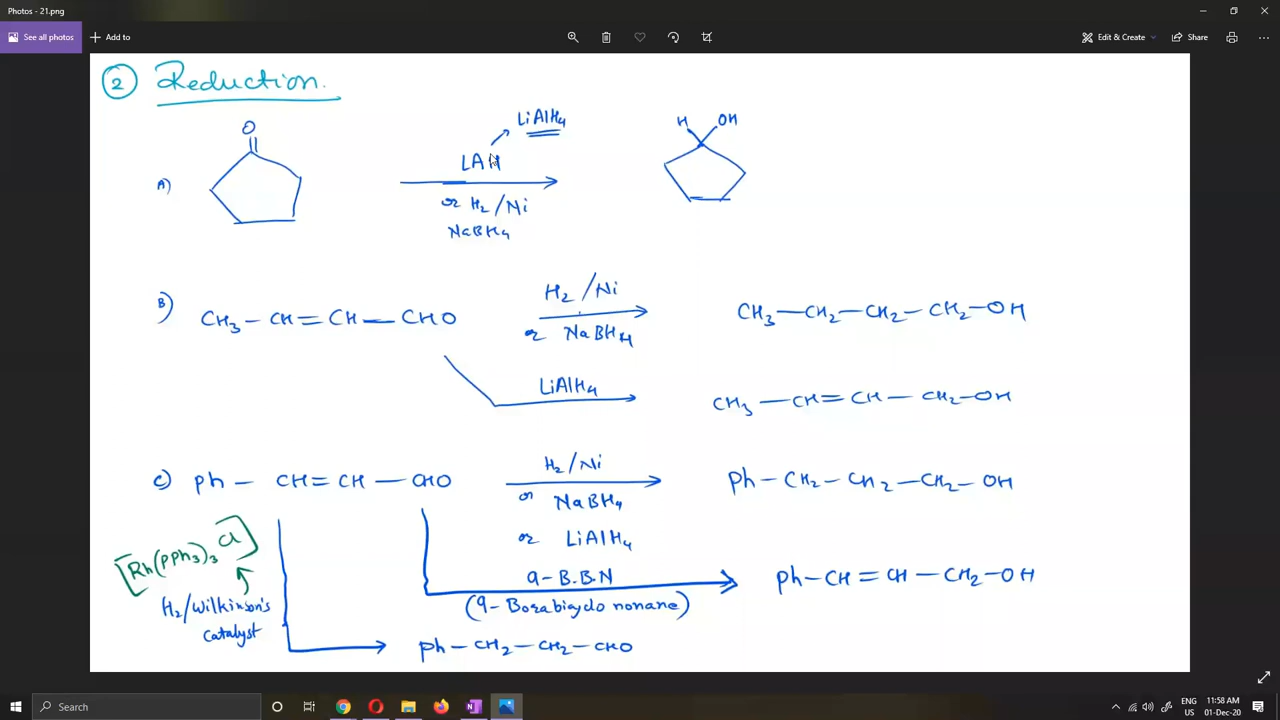 Photos - 21.png
See all photos
Add to
Edit & Create
Share
2 Reduction.
O
LiAlH4
LAH
H OH
A)
or H2/Ni
NaBH4
B) CH3-CH=CH-CHO
H2/Ni
or NaBH4
CH3-CH2-CH2-CH2-OH
LiAlH4
CH3-CH=CH-CH2-OH
C) Ph-CH=CH-CHO
H2/Ni
or NaBH4
or LiAlH4
Ph-CH2-CH2-CH2-OH
[Rh(PPh3)3Cl]
9-B.B.N
(9-Borabicyclo nonane)
Ph-CH=CH-CH2-OH
H2/Wilkinson's
catalyst
Ph-CH2-CH2-CHO
Search
ENG
US
11:58 AM
01-Dec-20